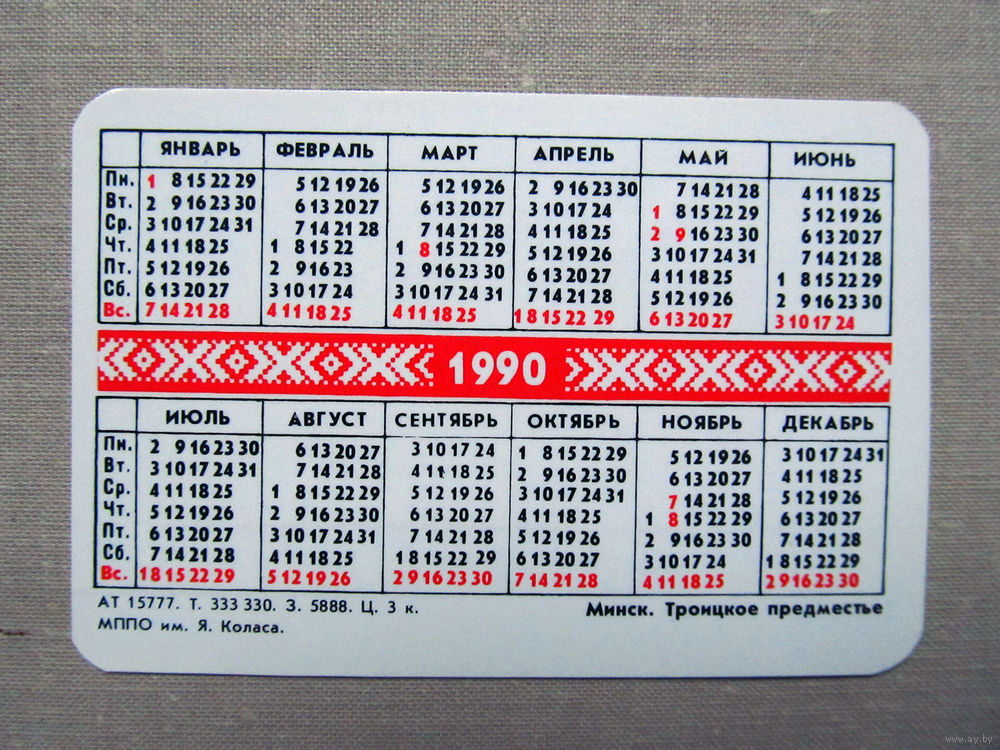 ЯНВАРЬ ФЕВРАЛЬ МАРТ АПРЕЛЬ МАЙ ИЮНЬ
Пн. 1 8 15 22 29 5 12 19 26 5 12 19 26 2 9 16 23 30 7 14 21 28 4 11 18 25
Вт. 2 9 16 23 30 6 13 20 27 6 13 20 27 3 10 17 24 1 8 15 22 29 5 12 19 26
Ср. 3 10 17 24 31 7 14 21 28 7 14 21 28 4 11 18 25 2 9 16 23 30 6 13 20 27
Чт. 4 11 18 25 1 8 15 22 1 8 15 22 29 5 12 19 26 3 10 17 24 31 7 14 21 28
Пт. 5 12 19 26 2 9 16 23 2 9 16 23 30 6 13 20 27 4 11 18 25 1 8 15 22 29
Сб. 6 13 20 27 3 10 17 24 3 10 17 24 31 7 14 21 28 5 12 19 26 2 9 16 23 30
Вс. 7 14 21 28 4 11 18 25 4 11 18 25 1 8 15 22 29 6 13 20 27 3 10 17 24
1990
ИЮЛЬ АВГУСТ СЕНТЯБРЬ ОКТЯБРЬ НОЯБРЬ ДЕКАБРЬ
Пн. 2 9 16 23 30 6 13 20 27 3 10 17 24 1 8 15 22 29 5 12 19 26 3 10 17 24 31
Вт. 3 10 17 24 31 7 14 21 28 4 11 18 25 2 9 16 23 30 6 13 20 27 4 11 18 25
Ср. 4 11 18 25 1 8 15 22 29 5 12 19 26 3 10 17 24 31 7 14 21 28 5 12 19 26
Чт. 5 12 19 26 2 9 16 23 30 6 13 20 27 4 11 18 25 1 8 15 22 29 6 13 20 27
Пт. 6 13 20 27 3 10 17 24 31 7 14 21 28 5 12 19 26 2 9 16 23 30 7 14 21 28
Сб. 7 14 21 28 4 11 18 25 1 8 15 22 29 6 13 20 27 3 10 17 24 1 8 15 22 29
Вс. 1 8 15 22 29 5 12 19 26 2 9 16 23 30 7 14 21 28 4 11 18 25 2 9 16 23 30
АТ 15777. Т. 333 330. З. 5888. Ц. 3 к. Минск. Троицкое предместье
МППО им. Я. Коласа.
www.ay.by